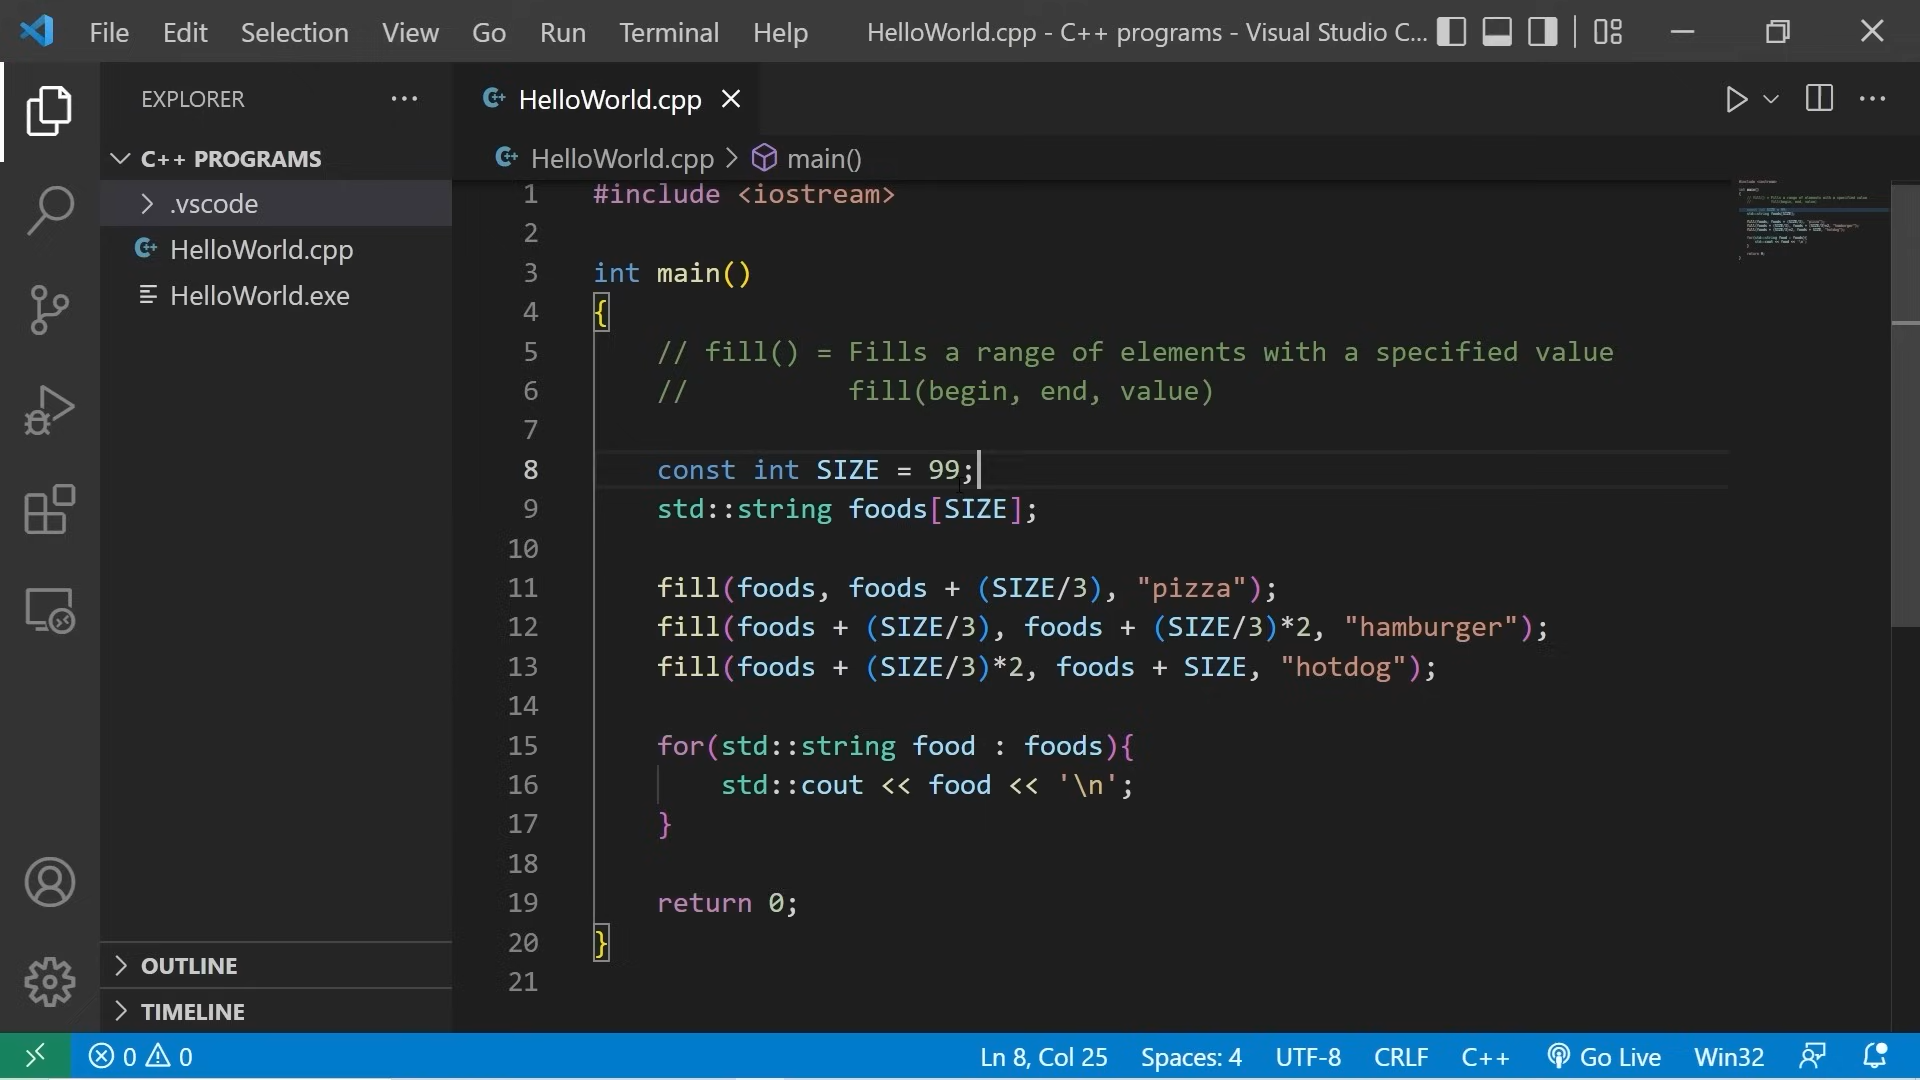 File Edit Selection View Go Run Terminal Help HelloWorld.cpp - C++ programs - Visual Studio C...
EXPLORER ...
C++ PROGRAMS
.vscode
HelloWorld.cpp
HelloWorld.exe
OUTLINE
TIMELINE
HelloWorld.cpp
HelloWorld.cpp > main()
1 #include <iostream>
2
3 int main()
4 {
5     // fill() = Fills a range of elements with a specified value
6     //          fill(begin, end, value)
7
8     const int SIZE = 99;
9     std::string foods[SIZE];
10
11     fill(foods, foods + (SIZE/3), "pizza");
12     fill(foods + (SIZE/3), foods + (SIZE/3)*2, "hamburger");
13     fill(foods + (SIZE/3)*2, foods + SIZE, "hotdog");
14
15     for(std::string food : foods){
16         std::cout << food << '\n';
17     }
18
19     return 0;
20 }
21
0 0 Ln 8, Col 25 Spaces: 4 UTF-8 CRLF C++ Go Live Win32